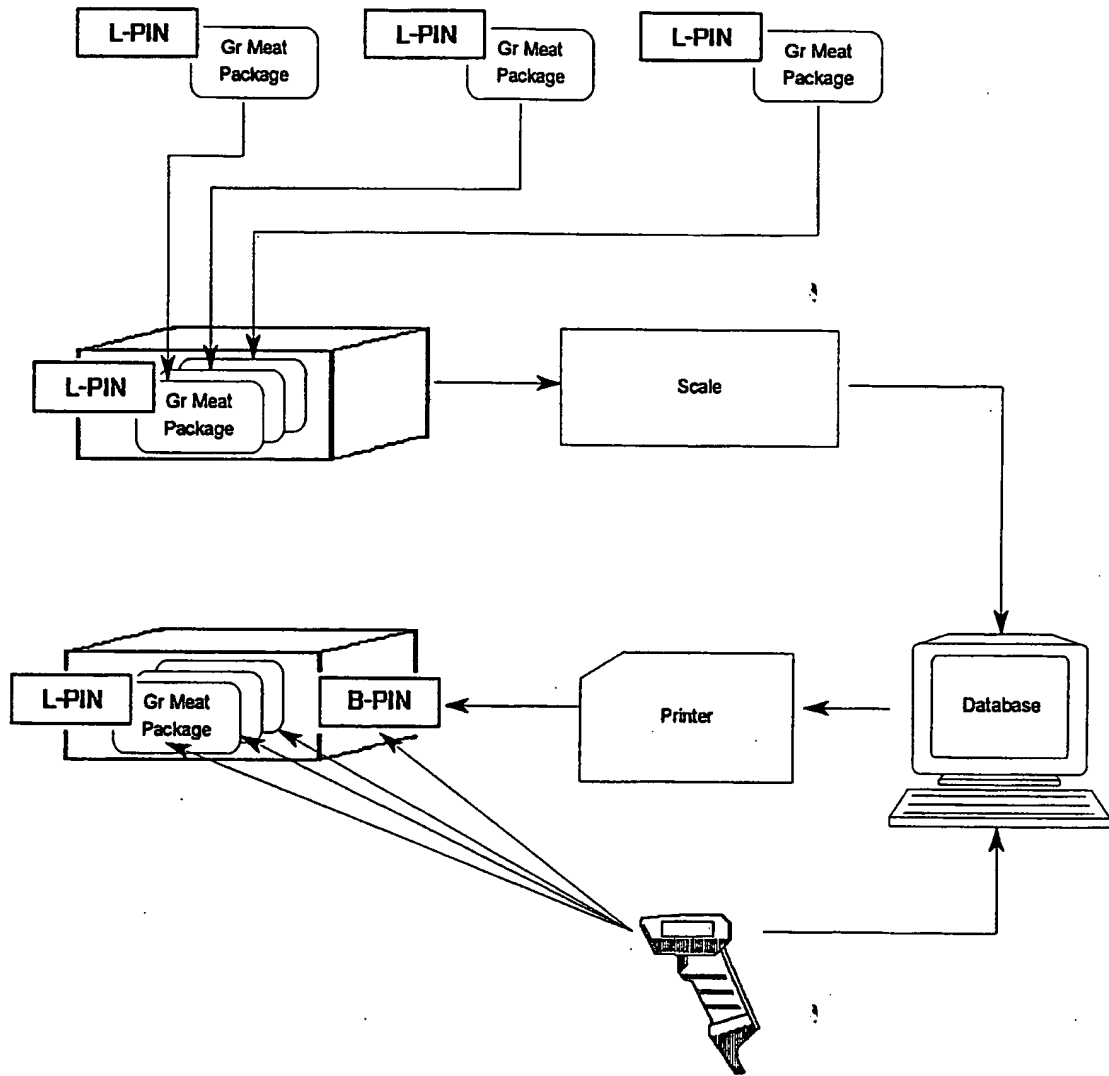 L-PIN
Gr Meat
Package
L-PIN
Gr Meat
Package
L-PIN
Gr Meat
Package
L-PIN
Gr Meat
Package
Scale
L-PIN
Gr Meat
Package
B-PIN
Printer
Database